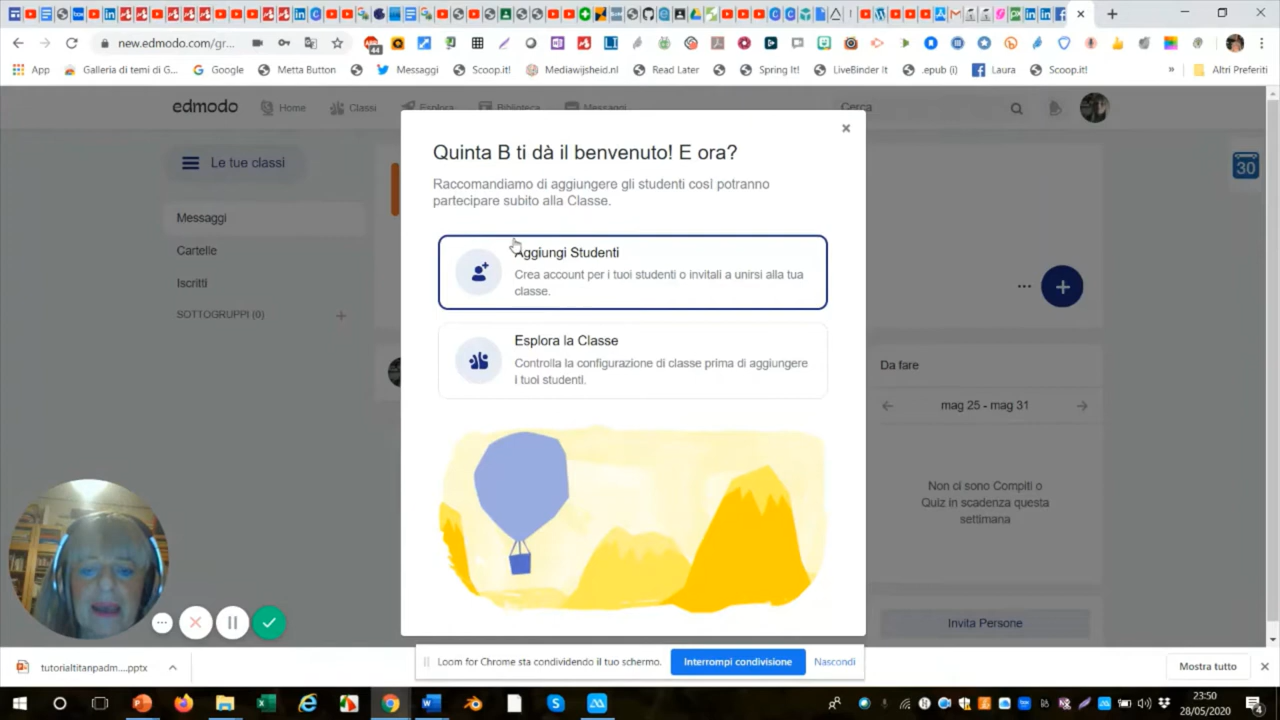 new.edmodo.com/gr...
44
App
Galleria di temi di G...
Google
Metta Button
Messaggi
Scoop.it!
Mediawijsheid.nl
Read Later
Spring It!
LiveBinder It
.epub (i)
Laura
Scoop.it!
»
Altri Preferiti
edmodo
Home
Classi
Esplora
Biblioteca
Messaggi
Cerca
Le tue classi
30
Messaggi
Cartelle
Iscritti
SOTTOGRUPPI (0)
Quinta B ti dà il benvenuto! E ora?
Raccomandiamo di aggiungere gli studenti così potranno
partecipare subito alla Classe.
Aggiungi Studenti
Crea account per i tuoi studenti o invitali a unirsi alla tua
classe.
Esplora la Classe
Controlla la configurazione di classe prima di aggiungere
i tuoi studenti.
Da fare
mag 25 - mag 31
Non ci sono Compiti o
Quiz in scadenza questa
settimana
Invita Persone
Loom for Chrome sta condividendo il tuo schermo.
Interrompi condivisione
Nascondi
tutorialtitanpadm....pptx
Mostra tutto
23:50
28/05/2020
4